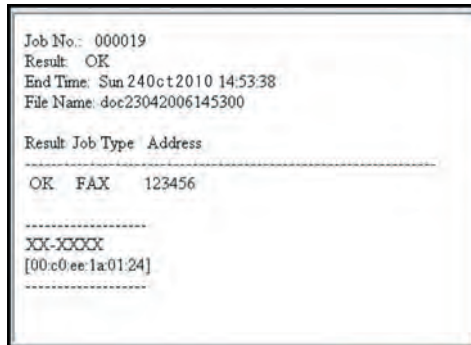 Job No.: 000019
Result: OK
End Time: Sun 24Oct2010 14:53:38
File Name: doc23042006145300
Result Job Type Address
--------------------------------------------------------------
OK FAX 123456
-------------------
XX-XXXX
[00:c0:ee:1a:01:24]
-------------------